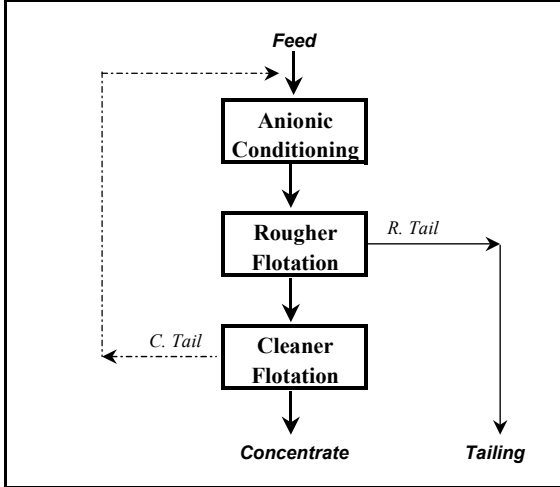 Feed
Anionic
Conditioning
R. Tail
Rougher
Flotation
C. Tail
Cleaner
Flotation
Concentrate
Tailing